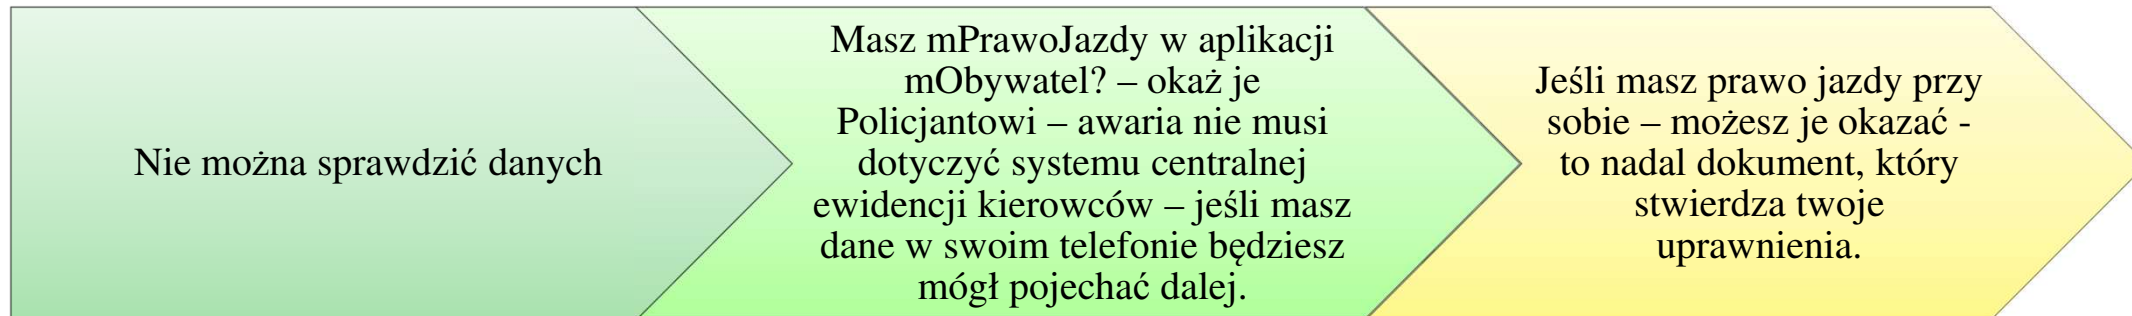 Nie można sprawdzić danych
Masz mPrawoJazdy w aplikacji
mObywatel? – okaż je
Policjantowi – awaria nie musi
dotyczyć systemu centralnej
ewidencji kierowców – jeśli masz
dane w swoim telefonie będziesz
mógł pojechać dalej.
Jeśli masz prawo jazdy przy
sobie – możesz je okazać -
to nadal dokument, który
stwierdza twoje
uprawnienia.